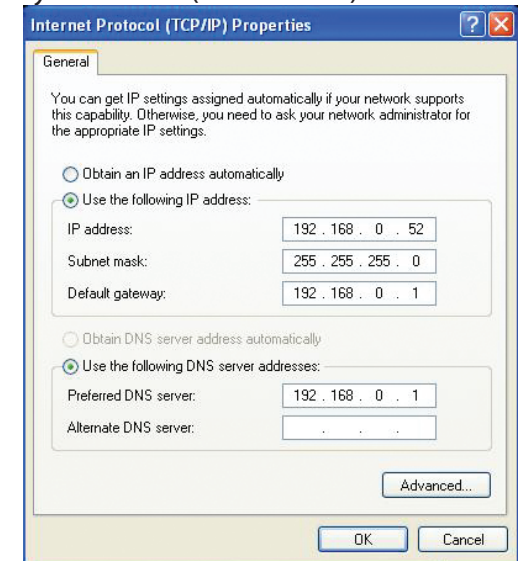 Internet Protocol (TCP/IP) Properties
General
You can get IP settings assigned automatically if your network supports
this capability. Otherwise, you need to ask your network administrator for
the appropriate IP settings.
Obtain an IP address automatically
Use the following IP address:
IP address: 192 . 168 . 0 . 52
Subnet mask: 255 . 255 . 255 . 0
Default gateway: 192 . 168 . 0 . 1
Obtain DNS server address automatically
Use the following DNS server addresses:
Preferred DNS server: 192 . 168 . 0 . 1
Alternate DNS server: . . .
Advanced...
OK Cancel